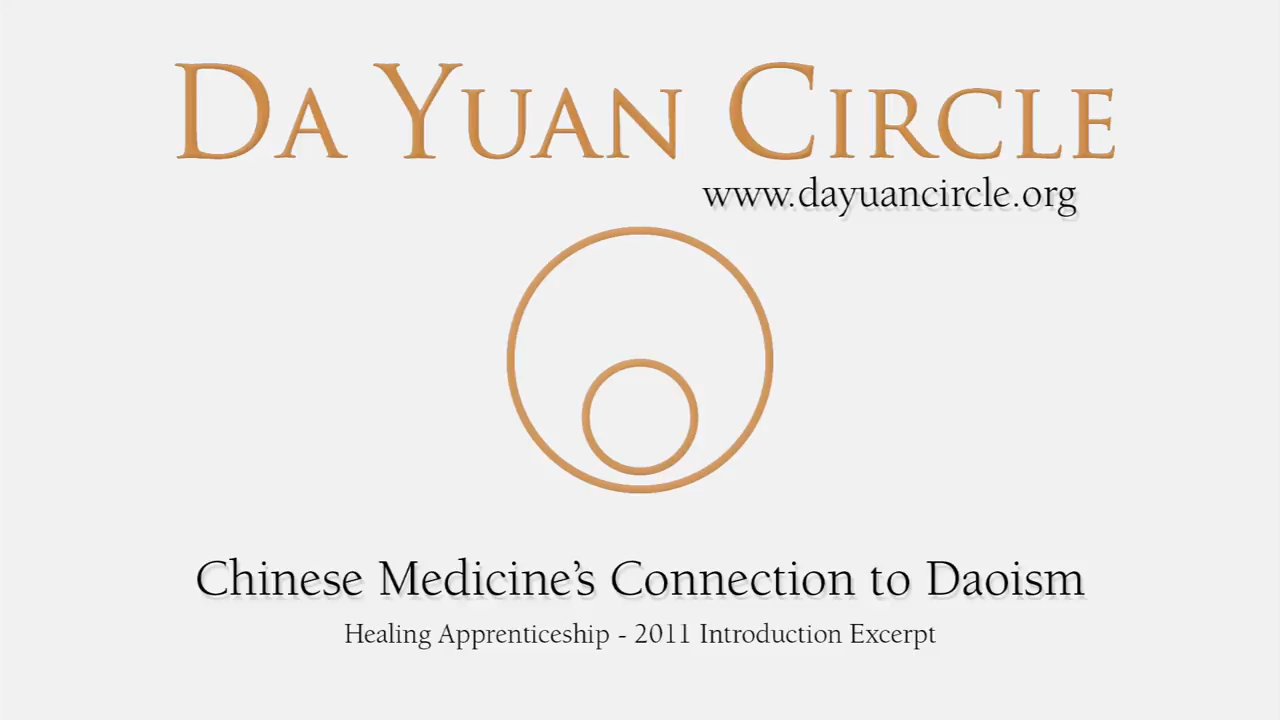 DA YUAN CIRCLE
www.dayuancircle.org
Chinese Medicine’s Connection to Daoism
Healing Apprenticeship - 2011 Introduction Excerpt